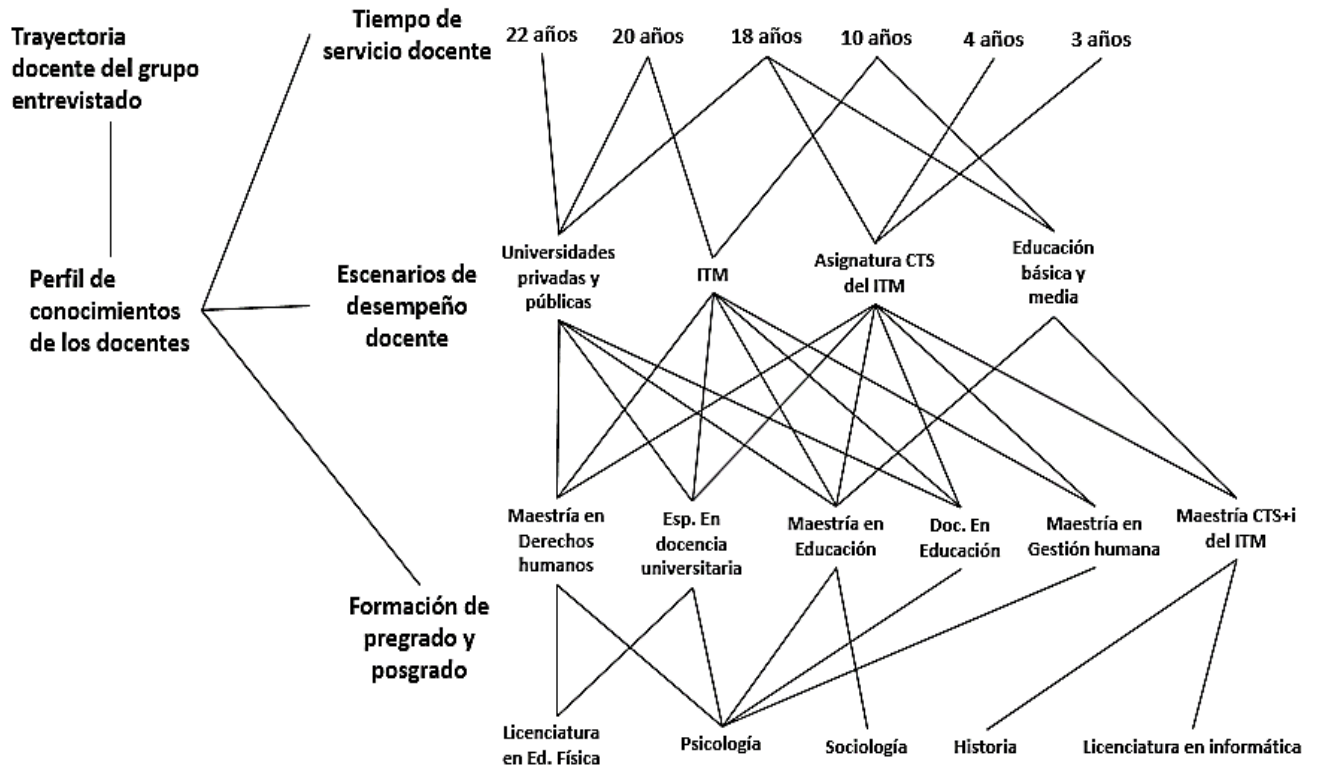 Trayectoria
docente del grupo
entrevistado
Perfil de
conocimientos
de los docentes
Tiempo de
servicio docente
22 años
20 años
18 años
10 años
4 años
3 años
Escenarios de
desempeño
docente
Universidades
privadas y
públicas
ITM
Asignatura CTS
del ITM
Educación
básica y
media
Formación de
pregrado y
posgrado
Maestría en
Derechos
humanos
Esp. En
docencia
universitaria
Maestría en
Educación
Doc. En
Educación
Maestría en
Gestión humana
Maestría CTS+i
del ITM
Licenciatura
en Ed. Física
Psicología
Sociología
Historia
Licenciatura en informática